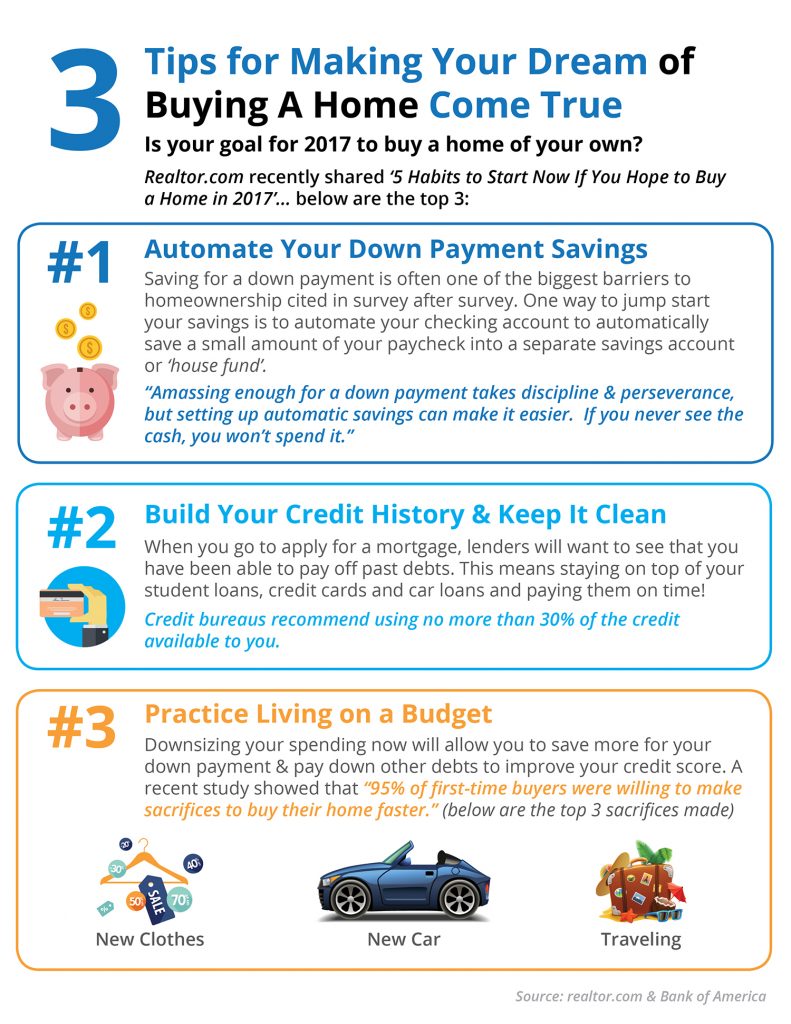 3
Tips for Making Your Dream of
Buying A Home Come True
Is your goal for 2017 to buy a home of your own?
Realtor.com recently shared ‘5 Habits to Start Now If You Hope to Buy
a Home in 2017’... below are the top 3:
#1
Automate Your Down Payment Savings
Saving for a down payment is often one of the biggest barriers to
homeownership cited in survey after survey. One way to jump start
your savings is to automate your checking account to automatically
save a small amount of your paycheck into a separate savings account
or ‘house fund’.
“Amassing enough for a down payment takes discipline & perseverance,
but setting up automatic savings can make it easier. If you never see the
cash, you won’t spend it.”
#2
Build Your Credit History & Keep It Clean
When you go to apply for a mortgage, lenders will want to see that you
have been able to pay off past debts. This means staying on top of your
student loans, credit cards and car loans and paying them on time!
Credit bureaus recommend using no more than 30% of the credit
available to you.
#3
Practice Living on a Budget
Downsizing your spending now will allow you to save more for your
down payment & pay down other debts to improve your credit score. A
recent study showed that “95% of first-time buyers were willing to make
sacrifices to buy their home faster.” (below are the top 3 sacrifices made)
20%
30%
40%
%
50%
SALE
70%
New Clothes
New Car
Traveling
Source: realtor.com & Bank of America